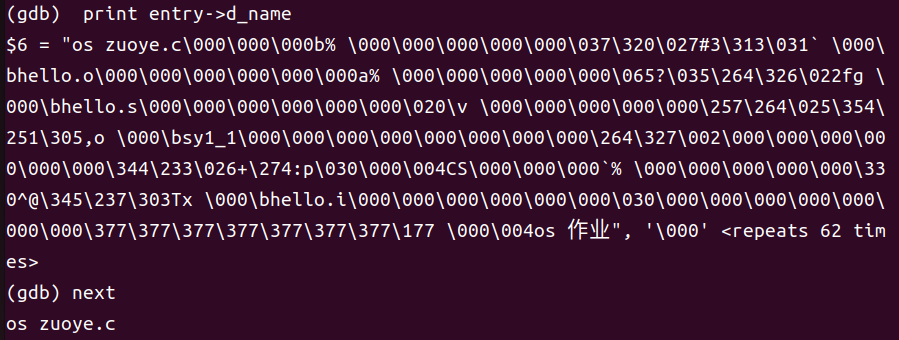 (gdb)  print entry->d_name
$6 = "os zuoye.c\000\000\000b% \000\000\000\000\000\037\320\027#3\313\031` \000\
bhello.o\000\000\000\000\000\000\000a% \000\000\000\000\000\065?\035\264\326\022fg \
000\bhello.s\000\000\000\000\000\000\000\020\v \000\000\000\000\000\257\264\025\354\
251\305,o \000\bsy1_1\000\000\000\000\000\000\000\000\000\264\327\002\000\000\000\00
0\000\000\344\233\026+\274:p\030\000\004CS\000\000\000`% \000\000\000\000\000\33
0^@\345\237\303Tx \000\bhello.i\000\000\000\000\000\000\000\030\000\000\000\000\000\
000\000\377\377\377\377\377\377\377\177 \000\004os 作业", '\000' <repeats 62 tim
es>
(gdb) next
os zuoye.c